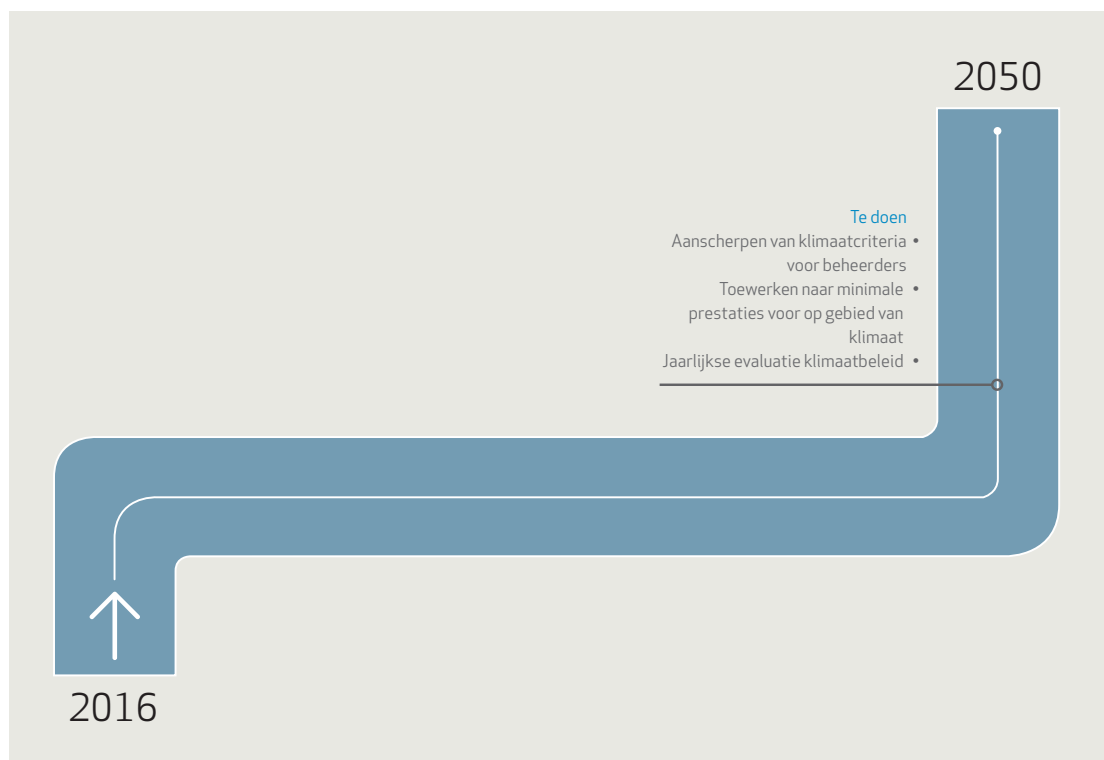 2050
Te doen
Aanscherpen van klimaatcriteria •
voor beheerders
Toewerken naar minimale •
prestaties voor op gebied van
klimaat
Jaarlijkse evaluatie klimaatbeleid •
2016